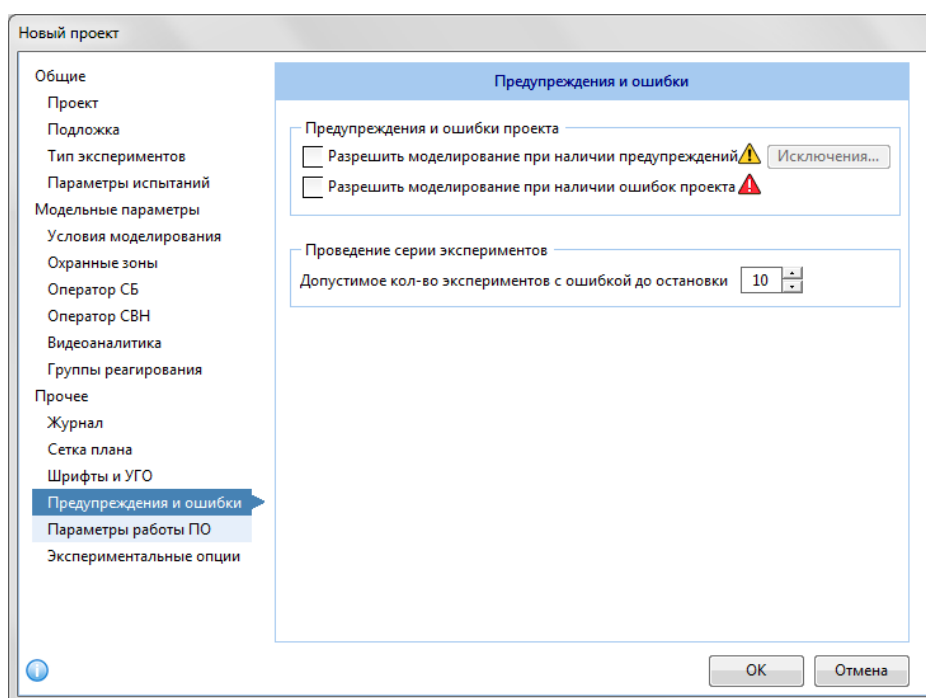 Новый проект
Общие
Проект
Подложка
Тип экспериментов
Параметры испытаний
Модельные параметры
Условия моделирования
Охранные зоны
Оператор СБ
Оператор СВН
Видеоаналитика
Группы реагирования
Прочее
Журнал
Сетка плана
Шрифты и УГО
Предупреждения и ошибки
Параметры работы ПО
Экспериментальные опции
Предупреждения и ошибки
Предупреждения и ошибки проекта
Разрешить моделирование при наличии предупреждений Исключения...
Разрешить моделирование при наличии ошибок проекта
Проведение серии экспериментов
Допустимое кол-во экспериментов с ошибкой до остановки 10
ОК Отмена